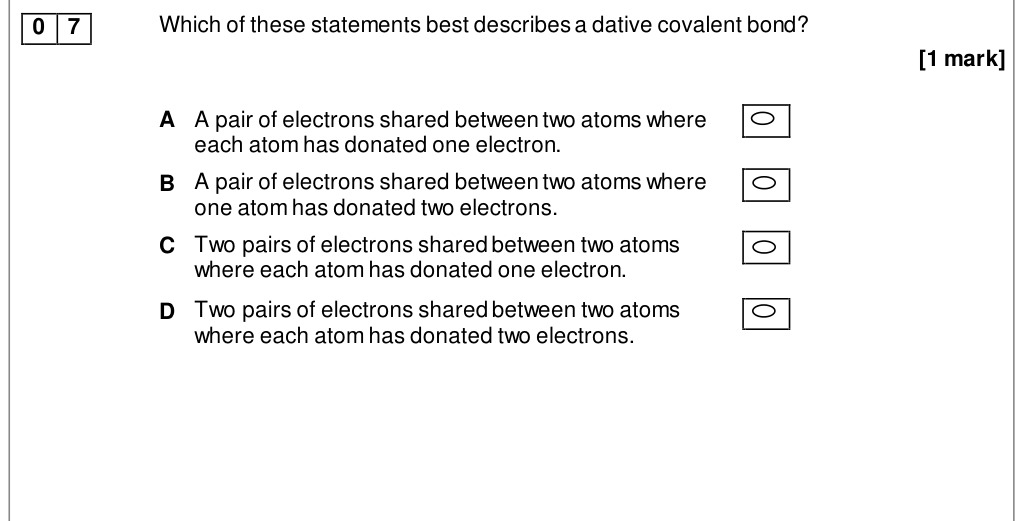 0 7 Which of these statements best describes a dative covalent bond?
[1 mark]
A A pair of electrons shared between two atoms where
each atom has donated one electron.
B A pair of electrons shared between two atoms where
one atom has donated two electrons.
C Two pairs of electrons shared between two atoms
where each atom has donated one electron.
D Two pairs of electrons shared between two atoms
where each atom has donated two electrons.